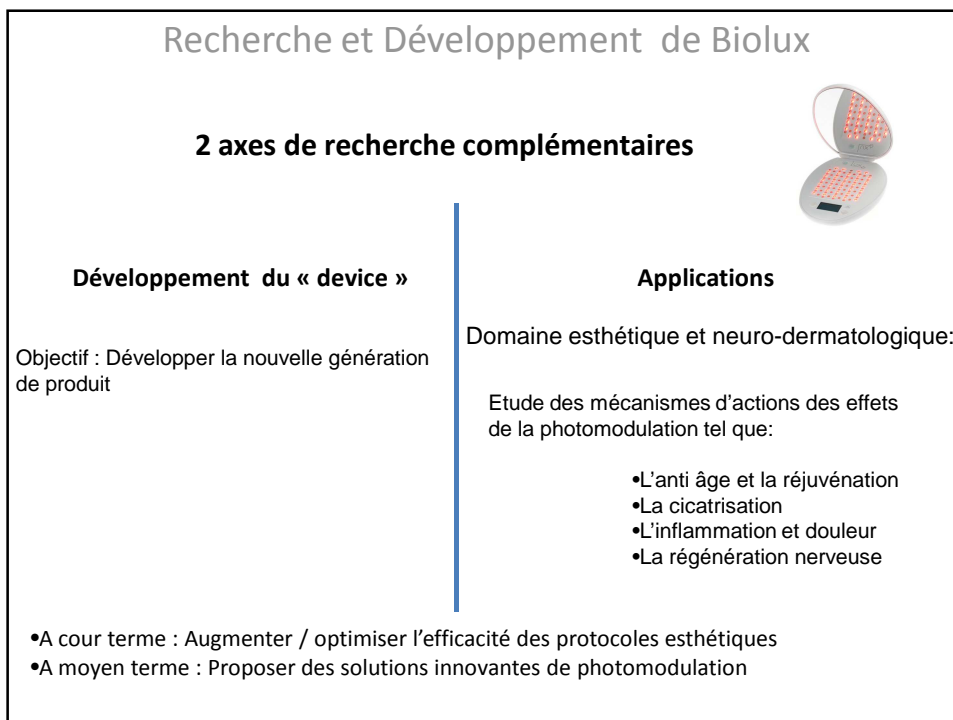 Recherche et Développement de Biolux
2 axes de recherche complémentaires
Développement du « device »
Objectif : Développer la nouvelle génération
de produit
Applications
Domaine esthétique et neuro-dermatologique:
Etude des mécanismes d’actions des effets
de la photomodulation tel que:
•L’anti âge et la réjuvénation
•La cicatrisation
•L’inflammation et douleur
•La régénération nerveuse
•A cour terme : Augmenter / optimiser l’efficacité des protocoles esthétiques
•A moyen terme : Proposer des solutions innovantes de photomodulation